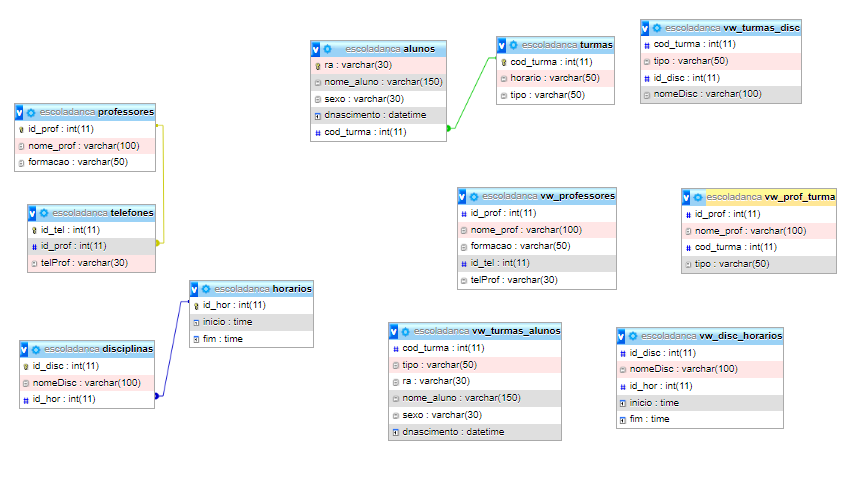 escoladanca alunos
ra : varchar(30)
nome_aluno : varchar(150)
sexo : varchar(30)
dnascimento : datetime
cod_turma : int(11)
escoladanca turmas
cod_turma : int(11)
horario : varchar(50)
tipo : varchar(50)
escoladanca vw_turmas_disc
cod_turma : int(11)
tipo : varchar(50)
id_disc : int(11)
nomeDisc : varchar(100)
escoladanca professores
id_prof : int(11)
nome_prof : varchar(100)
formacao : varchar(50)
escoladanca telefones
id_tel : int(11)
id_prof : int(11)
telProf : varchar(30)
escoladanca vw_professores
id_prof : int(11)
nome_prof : varchar(100)
formacao : varchar(50)
id_tel : int(11)
telProf : varchar(30)
escoladanca vw_prof_turma
id_prof : int(11)
nome_prof : varchar(100)
cod_turma : int(11)
tipo : varchar(50)
escoladanca horarios
id_hor : int(11)
inicio : time
fim : time
escoladanca disciplinas
id_disc : int(11)
nomeDisc : varchar(100)
id_hor : int(11)
escoladanca vw_turmas_alunos
cod_turma : int(11)
tipo : varchar(50)
ra : varchar(30)
nome_aluno : varchar(150)
sexo : varchar(30)
dnascimento : datetime
escoladanca vw_disc_horarios
id_disc : int(11)
nomeDisc : varchar(100)
id_hor : int(11)
inicio : time
fim : time